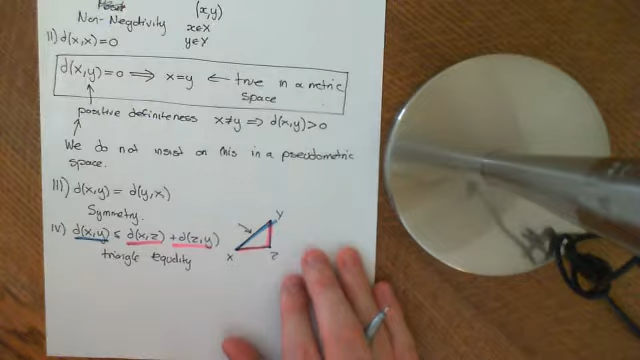 Non-Negativity (x,y)
x∈X
II) d(x,x)=0 y∈Y
d(x,y)=0 ⟹ x=y ← true in a metric
space
positive definiteness x≠y ⟹ d(x,y)>0
We do not insist on this in a pseudometric
space.
III) d(x,y) = d(y,x)
Symmetry.
IV) d(x,y) ≤ d(x,z) + d(z,y)
triangle equality
y
x z